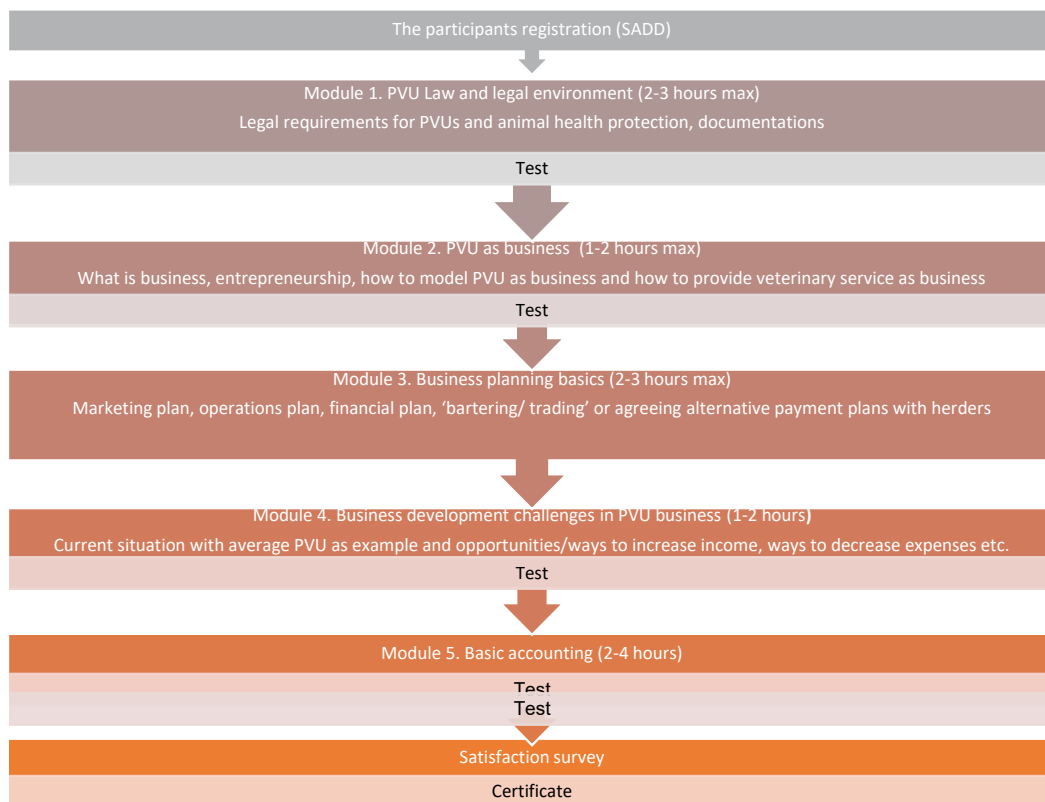 The participants registration (SADD)
Module 1. PVU Law and legal environment (2-3 hours max)
Legal requirements for PVUs and animal health protection, documentations
Test
Module 2. PVU as business (1-2 hours max)
What is business, entrepreneurship, how to model PVU as business and how to provide veterinary service as business
Test
Module 3. Business planning basics (2-3 hours max)
Marketing plan, operations plan, financial plan, ‘bartering/ trading’ or agreeing alternative payment plans with herders
Module 4. Business development challenges in PVU business (1-2 hours)
Current situation with average PVU as example and opportunities/ways to increase income, ways to decrease expenses etc.
Test
Module 5. Basic accounting (2-4 hours)
Test
Test
Satisfaction survey
Certificate